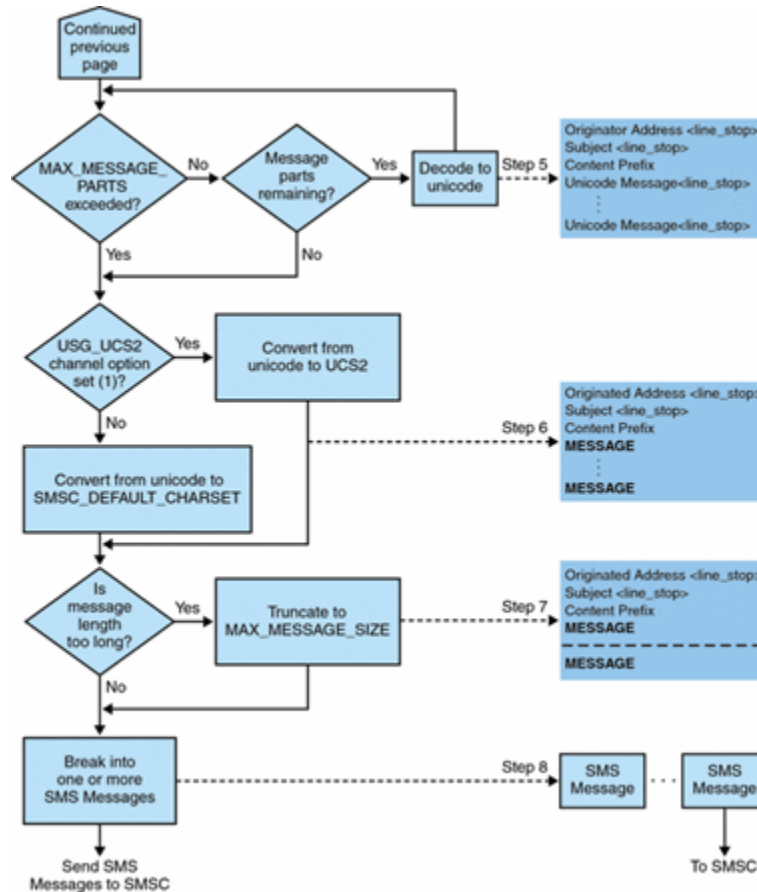 Continued
previous
page
MAX_MESSAGE_
PARTS
exceeded?
No
Message
parts
remaining?
Yes
Decode to
unicode
Step 5
Originator Address <line_stop>
Subject <line_stop>
Content Prefix
Unicode Message<line_stop>
Unicode Message<line_stop>
Yes
No
USG_UCS2
channel option
set (1)?
Yes
Convert from
unicode to UCS2
No
Step 6
Originated Address <line_stop>
Subject <line_stop>
Content Prefix
MESSAGE
MESSAGE
Convert from unicode to
SMSC_DEFAULT_CHARSET
Is
message
length
too long?
Yes
Truncate to
MAX_MESSAGE_SIZE
Step 7
Originated Address <line_stop>
Subject <line_stop>
Content Prefix
MESSAGE
MESSAGE
No
Break into
one or more
SMS Messages
Step 8
SMS
Message
SMS
Message
Send SMS
Messages to SMSC
To SMSC